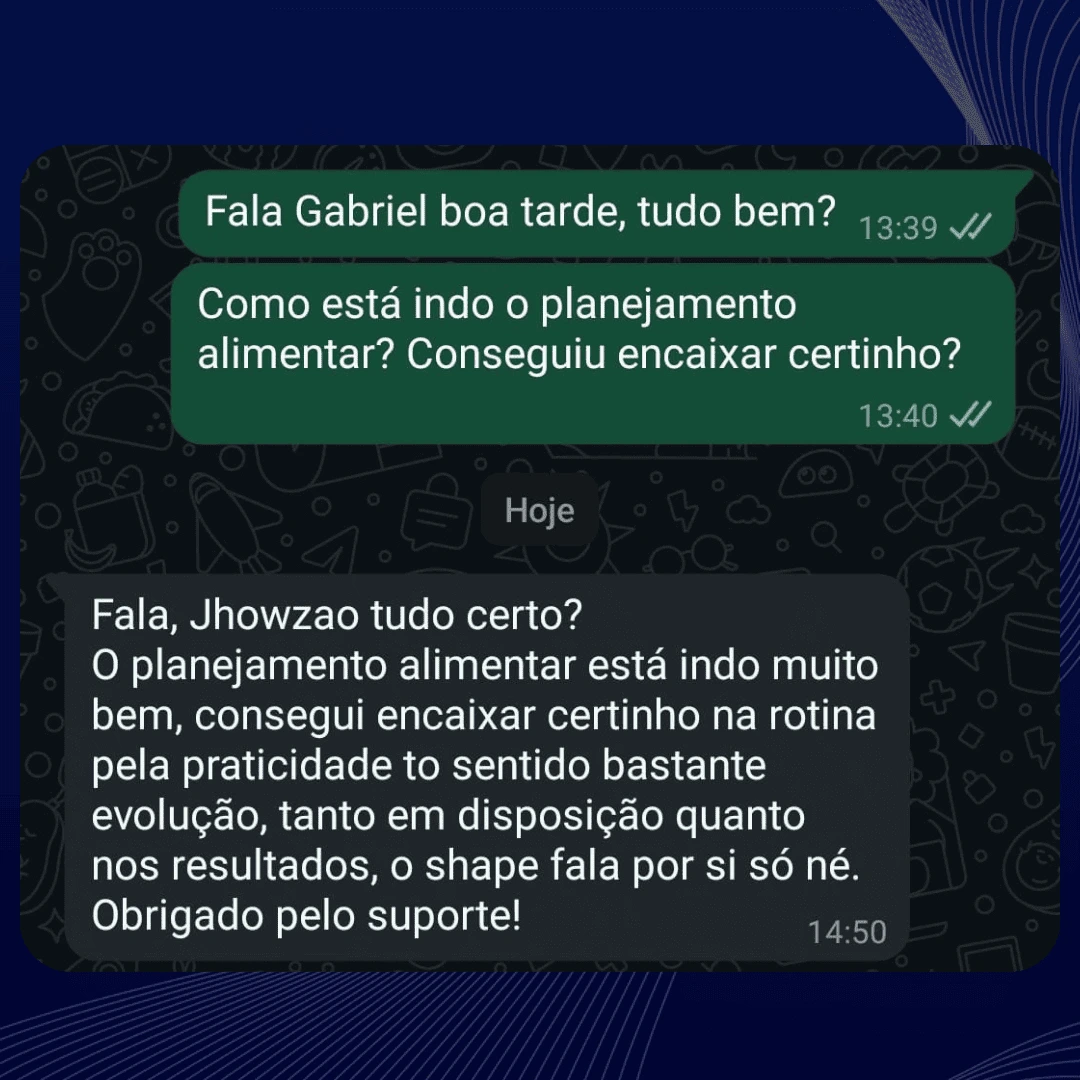 Fala Gabriel boa tarde, tudo bem? 13:39
Como está indo o planejamento
alimentar? Conseguiu encaixar certinho?
13:40
Hoje
Fala, Jhowzao tudo certo?
O planejamento alimentar está indo muito
bem, consegui encaixar certinho na rotina
pela praticidade to sentido bastante
evolução, tanto em disposição quanto
nos resultados, o shape fala por si só né.
Obrigado pelo suporte! 14:50